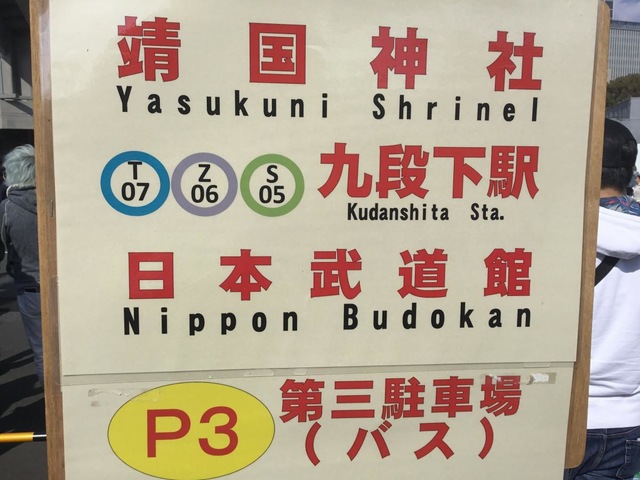 靖国神社
Yasukuni Shrinel
T 07 Z 06 S 05 九段下駅
Kudanshita Sta.
日本武道館
Nippon Budokan
P3 第三駐車場
(バス)